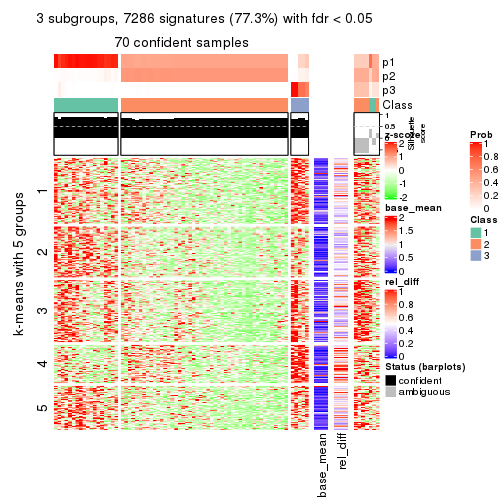 3 subgroups, 7286 signatures (77.3%) with fdr < 0.05
70 confident samples
p1
p2
p3
Class
1
0.5
0
Silhouette
score
k-means with 5 groups
1
2
3
4
5
base_mean
rel_diff
z-score
2
1
0
-1
-2
base_mean
2
1.5
1
0.5
0
rel_diff
1
0.8
0.6
0.4
0.2
0
Status (barplots)
confident
ambiguous
Prob
1
0.8
0.6
0.4
0.2
0
Class
1
2
3